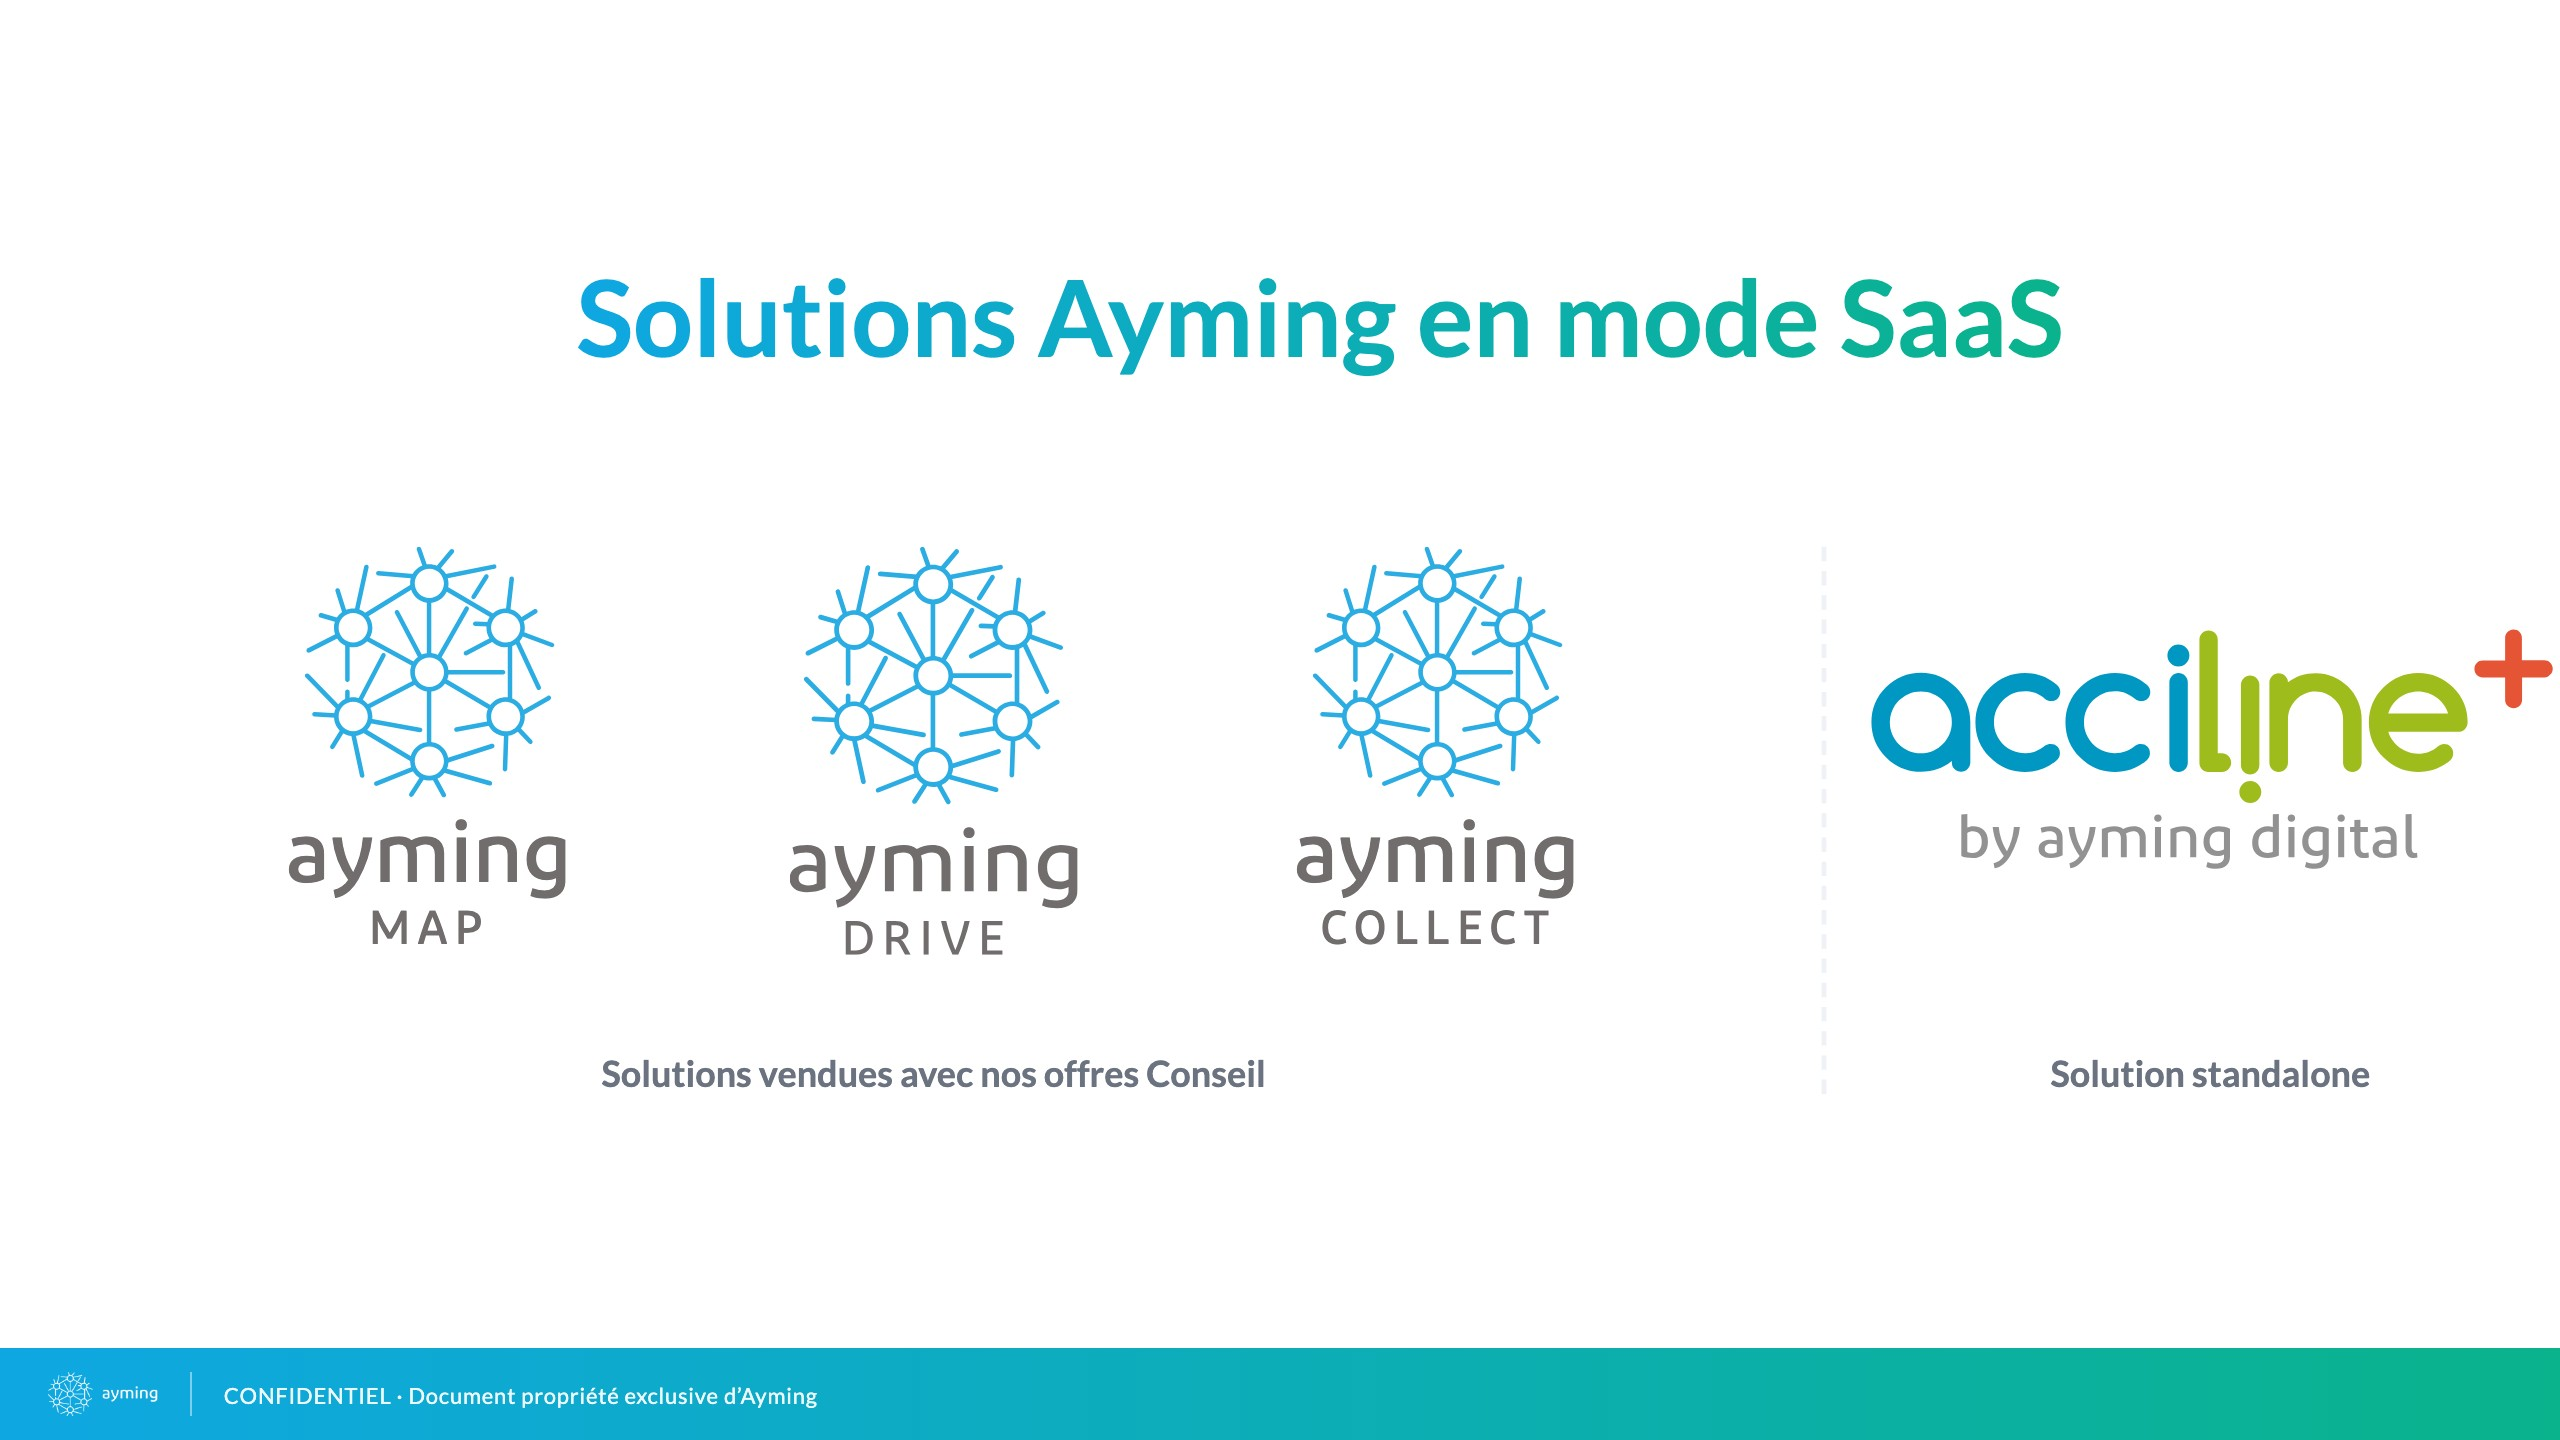 Solutions Ayming en mode SaaS
ayming
MAP
ayming
DRIVE
ayming
COLLECT
acciline+
by ayming digital
Solutions vendues avec nos offres Conseil
Solution standalone
ayming
CONFIDENTIEL · Document propriété exclusive d’Ayming